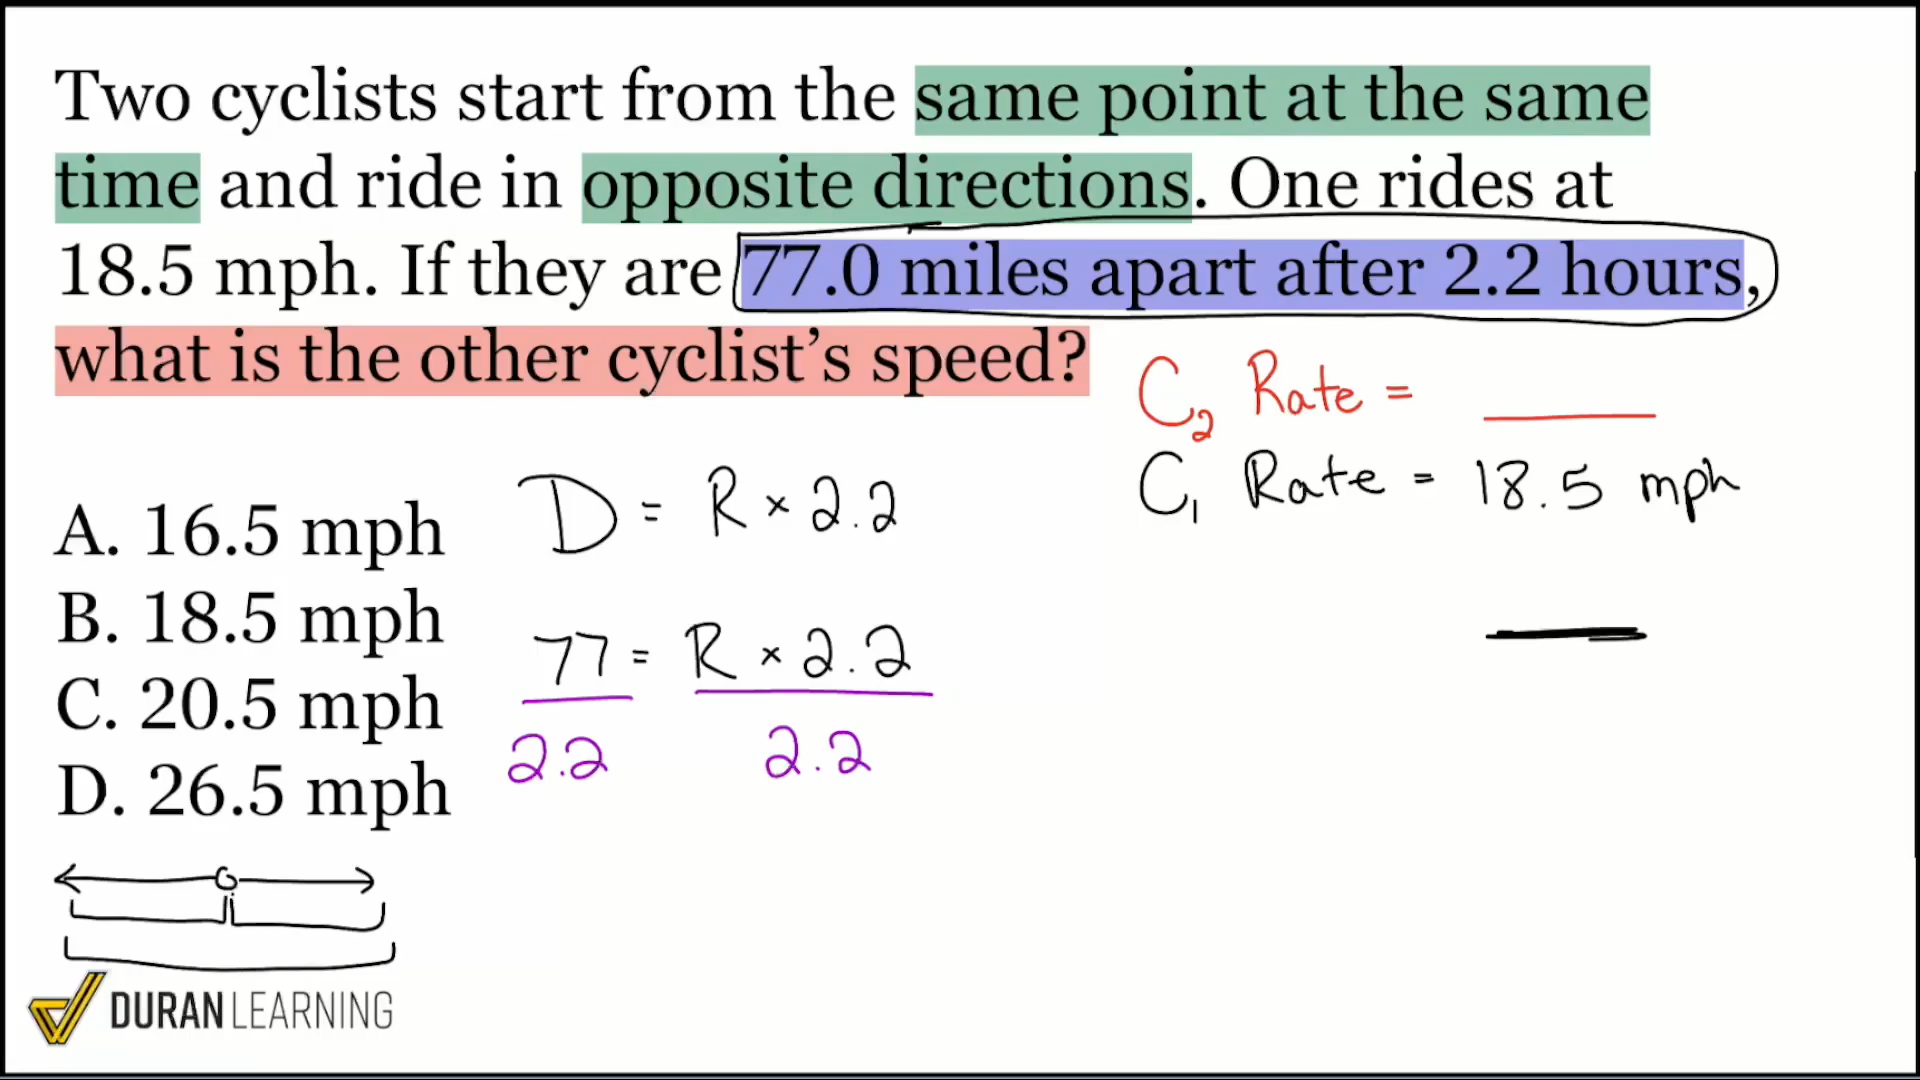 Two cyclists start from the same point at the same
time and ride in opposite directions. One rides at
18.5 mph. If they are 77.0 miles apart after 2.2 hours,
what is the other cyclist’s speed?
C₂ Rate =
C₁ Rate = 18.5 mph
D = R × 2.2
77 = R × 2.2
2.2 2.2
A. 16.5 mph
B. 18.5 mph
C. 20.5 mph
D. 26.5 mph
DURAN LEARNING